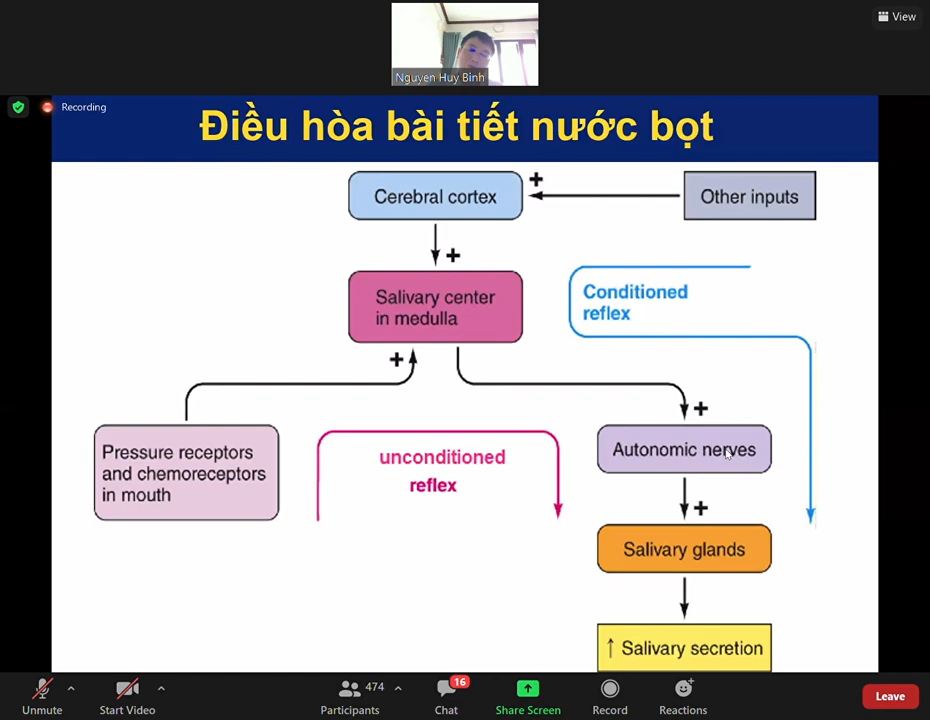 View
Nguyen Huy Binh
Recording
Điều hòa bài tiết nước bọt
+
Cerebral cortex
Other inputs
+
Salivary center
in medulla
Conditioned
reflex
+
+
Pressure receptors
and chemoreceptors
in mouth
unconditioned
reflex
Autonomic nerves
+
Salivary glands
↑ Salivary secretion
Unmute
Start Video
474
Participants
16
Chat
Share Screen
Record
Reactions
Leave